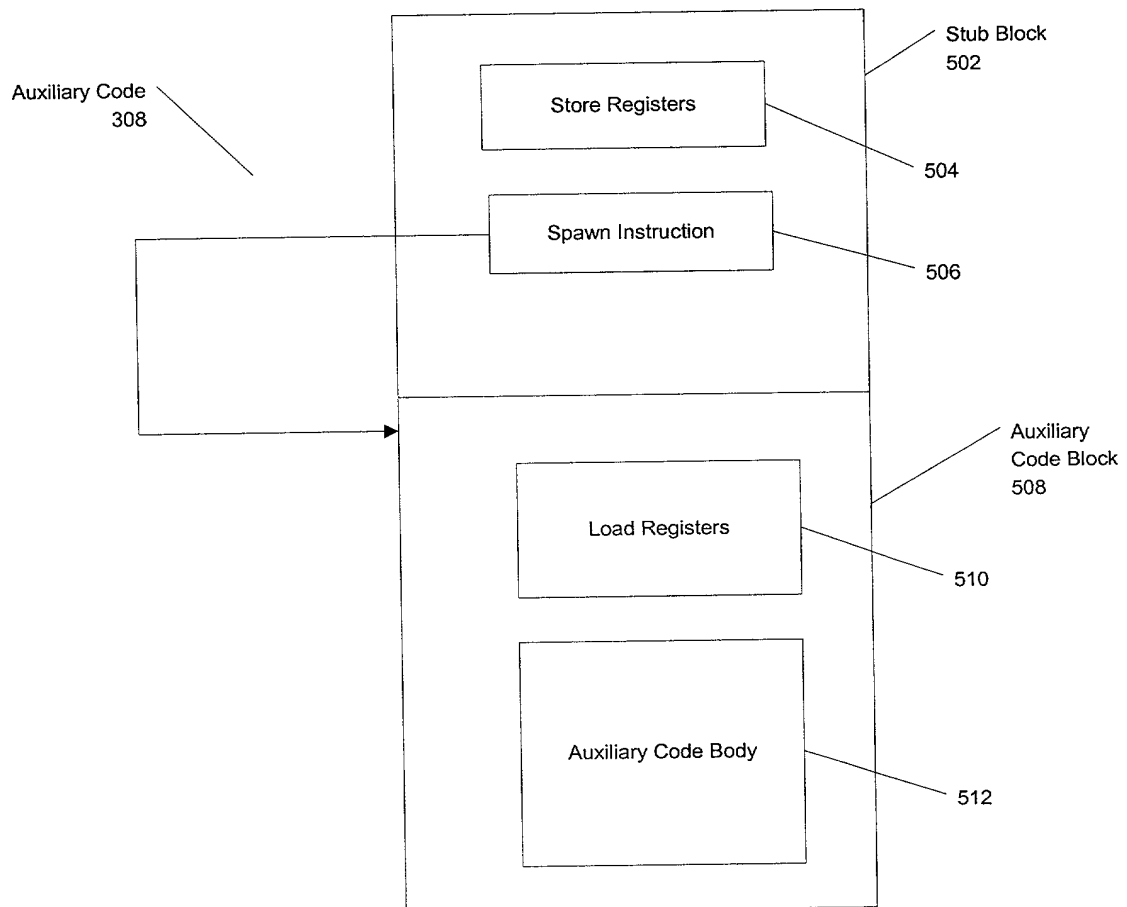 Auxiliary Code
308
Stub Block
502
Store Registers
504
Spawn Instruction
506
Auxiliary
Code Block
508
Load Registers
510
Auxiliary Code Body
512